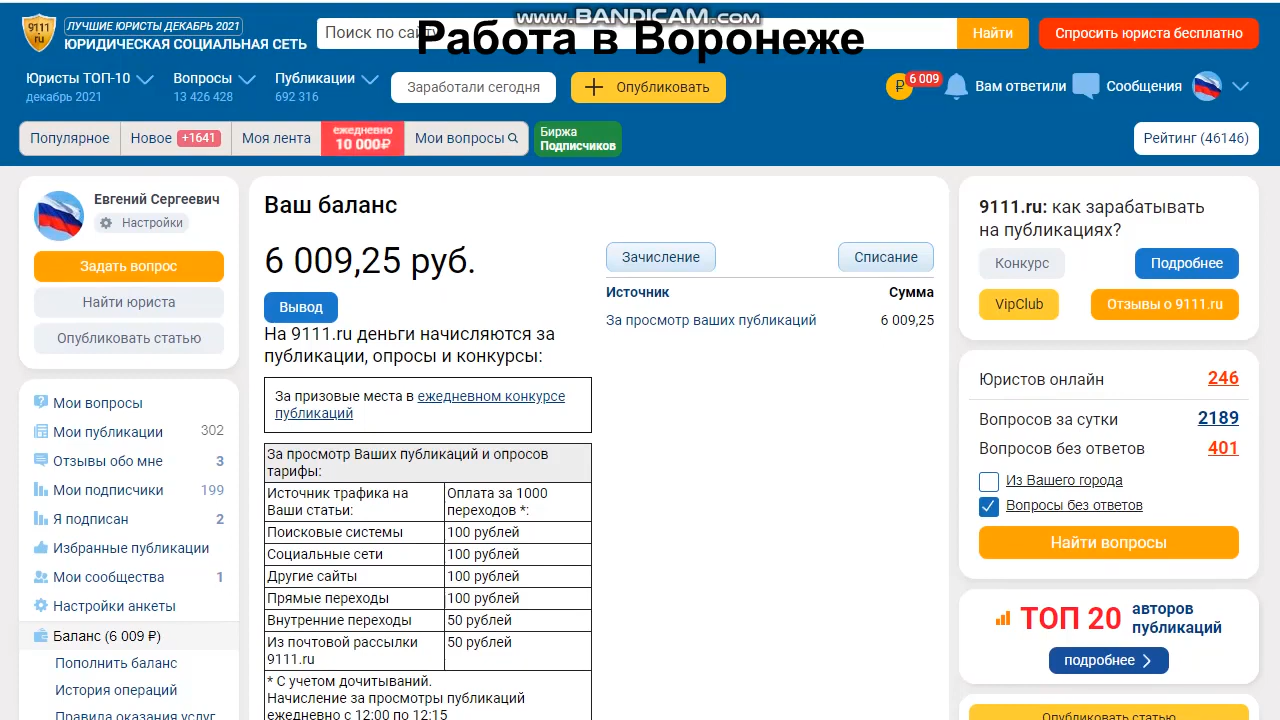 www.BANDICAM.com
Работа в Воронеже
9111
ru
ЛУЧШИЕ ЮРИСТЫ ДЕКАБРЬ 2021
ЮРИДИЧЕСКАЯ СОЦИАЛЬНАЯ СЕТЬ
Поиск по сайту
Найти
Спросить юриста бесплатно
Юристы ТОП-10
декабрь 2021
Вопросы
13 426 428
Публикации
692 316
Заработали сегодня
Опубликовать
₽
6 009
Вам ответили
Сообщения
Популярное
Новое +1641
Моя лента
ежедневно
10 000₽
Мои вопросы
Биржа
Подписчиков
Рейтинг (46146)
Евгений Сергеевич
Настройки
Задать вопрос
Найти юриста
Опубликовать статью
Мои вопросы
Мои публикации 302
Отзывы обо мне 3
Мои подписчики 199
Я подписан 2
Избранные публикации
Мои сообщества 1
Настройки анкеты
Баланс (6 009 ₽)
Пополнить баланс
История операций
Правила оказания услуг
Ваш баланс
6 009,25 руб.
Вывод
На 9111.ru деньги начисляются за
публикации, опросы и конкурсы:
За призовые места в ежедневном конкурсе
публикаций
За просмотр Ваших публикаций и опросов
тарифы:
Источник трафика на
Ваши статьи:
Оплата за 1000
переходов *:
Поисковые системы 100 рублей
Социальные сети 100 рублей
Другие сайты 100 рублей
Прямые переходы 100 рублей
Внутренние переходы 50 рублей
Из почтовой рассылки
9111.ru
50 рублей
* С учетом дочитываний.
Начисление за просмотры публикаций
ежедневно с 12:00 по 12:15
Зачисление
Списание
Источник Сумма
За просмотр ваших публикаций 6 009,25
9111.ru: как зарабатывать
на публикациях?
Конкурс
Подробнее
VipClub
Отзывы о 9111.ru
Юристов онлайн 246
Вопросов за сутки 2189
Вопросов без ответов 401
Из Вашего города
Вопросы без ответов
Найти вопросы
ТОП 20
авторов
публикаций
подробнее
Опубликовать статью